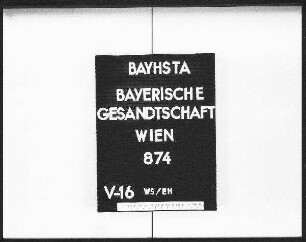 BAYHSTA
BAYERISCHE
GESANDTSCHAFT
WIEN
874
V-16 WS/EH